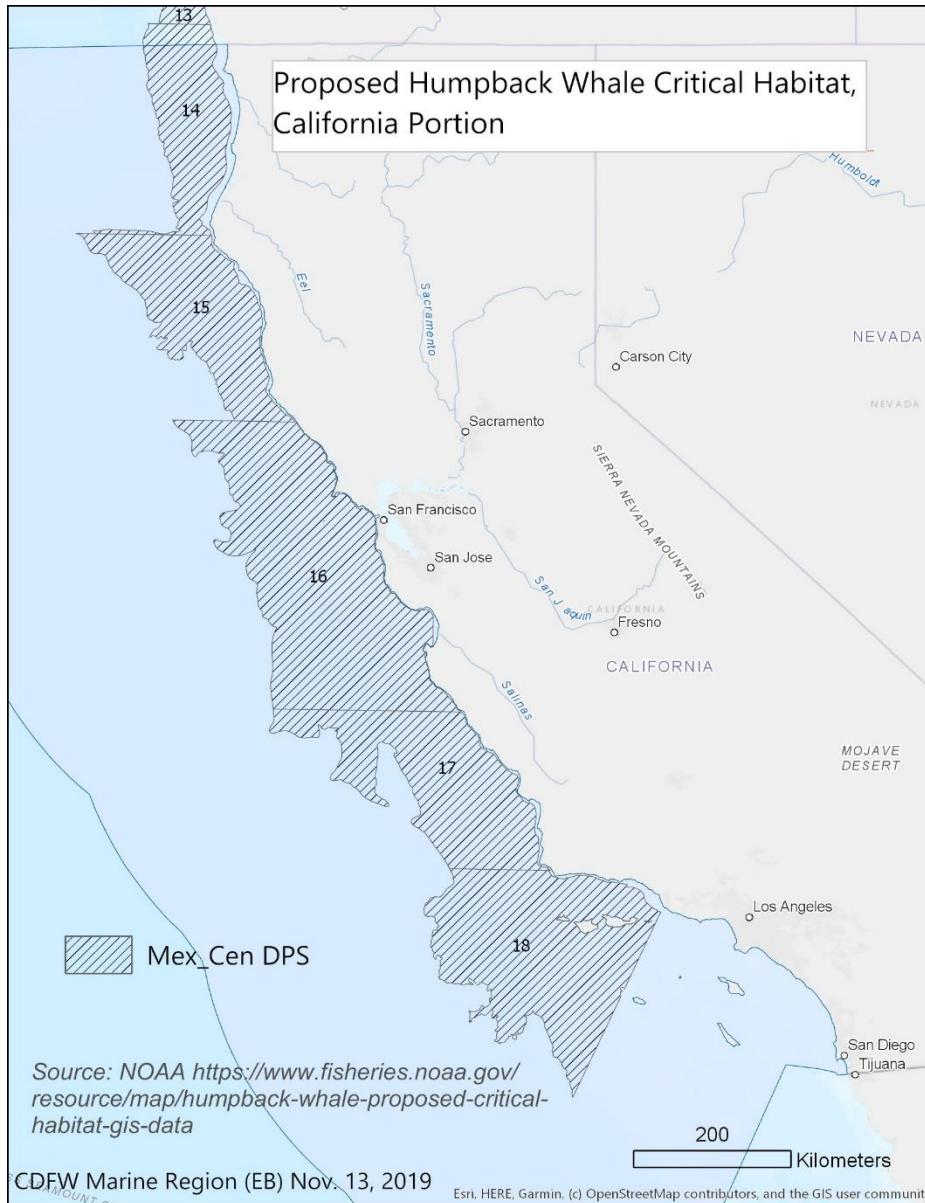 13
Proposed Humpback Whale Critical Habitat,
California Portion
14
Humboldt
15
Eel
Sacramento
NEVADA
Carson City
NEVADA
Sacramento
SIERRA NEVADA MOUNTAINS
San Francisco
San Jose
16
San J aquin
CALIFORNIA
Fresno
CALIFORNIA
Salinas
17
MOJAVE
DESERT
Los Angeles
18
Mex_Cen DPS
San Diego
Tijuana
Source: NOAA https://www.fisheries.noaa.gov/
resource/map/humpback-whale-proposed-critical-
habitat-gis-data
200
Kilometers
CDFW Marine Region (EB) Nov. 13, 2019
Esri, HERE, Garmin, (c) OpenStreetMap contributors, and the GIS user communit